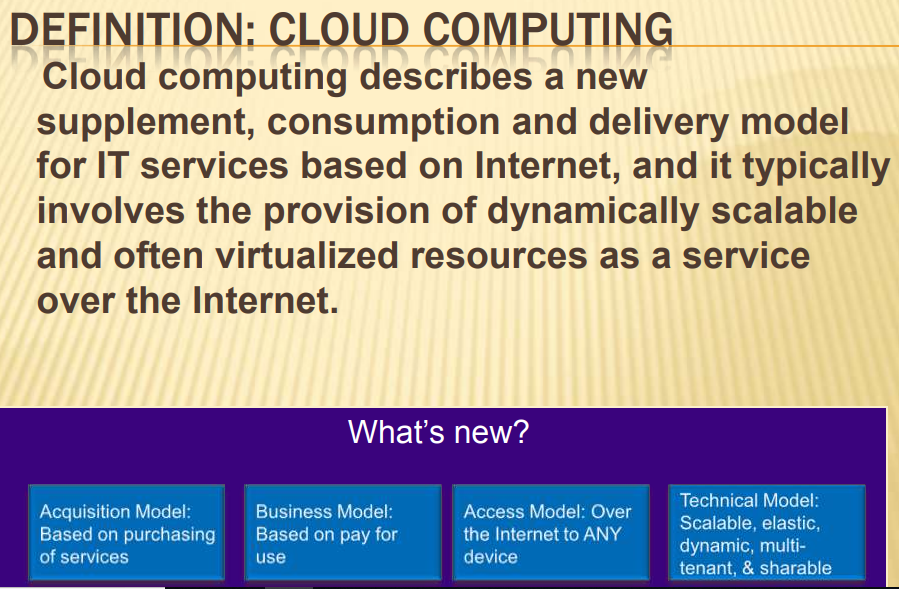 DEFINITION: CLOUD COMPUTING
Cloud computing describes a new
supplement, consumption and delivery model
for IT services based on Internet, and it typically
involves the provision of dynamically scalable
and often virtualized resources as a service
over the Internet.
What's new?
Acquisition Model:
Based on purchasing
of services
Business Model:
Based on pay for
use
Access Model: Over
the Internet to ANY
device
Technical Model:
Scalable, elastic,
dynamic, multi-
tenant, & sharable